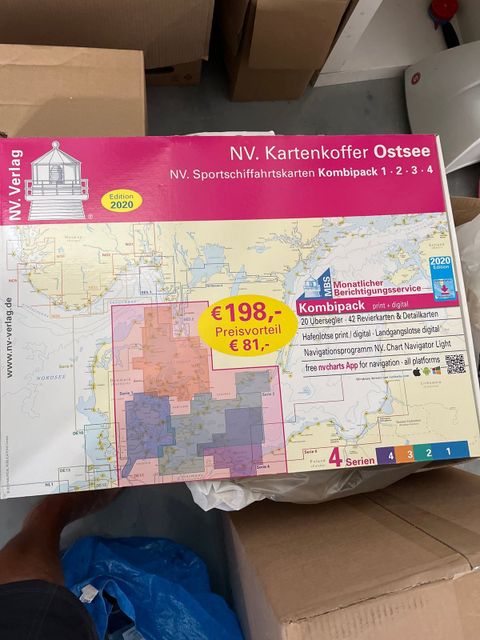 NV. Verlag
NV. Kartenkoffer Ostsee
NV. Sportschiffahrtskarten Kombipack 1 · 2 · 3 · 4
Edition
2020
€198,-
Preisvorteil
€ 81,-
MBS
Monatlicher
Berichtigungsservice
2020
Edition
Kombipack print + digital
20 Übersegler · 42 Revierkarten & Detailkarten
Hafenlotse print / digital · Landgangslotse digital
Navigationsprogramm NV. Chart Navigator Light
free nvcharts App for navigation - all platforms
www.nv-verlag.de
NORDSEE
4 Serien
4 3 2 1